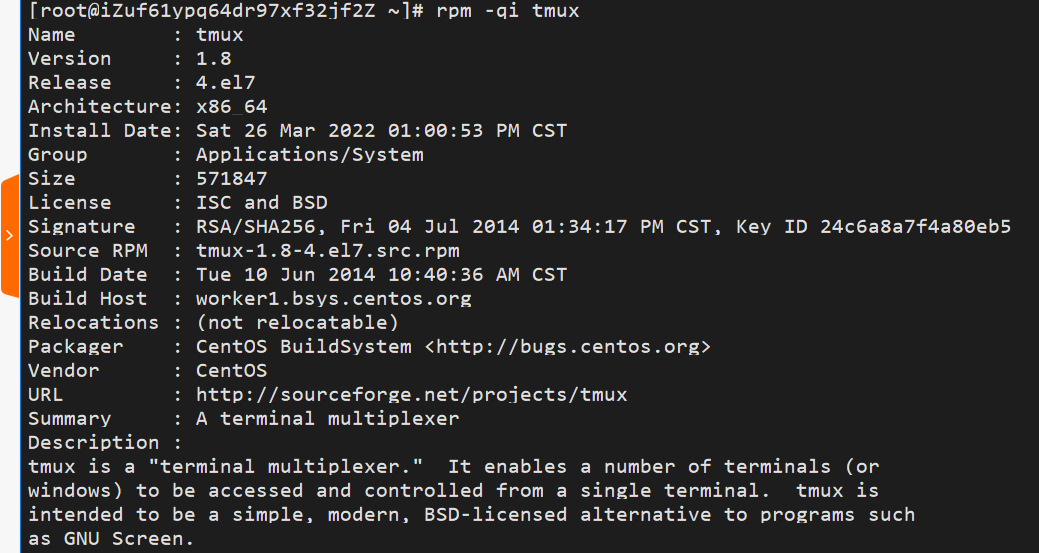 [root@iZuf61ypq64dr97xf32jf2Z ~]# rpm -qi tmux
Name        : tmux
Version     : 1.8
Release     : 4.el7
Architecture: x86_64
Install Date: Sat 26 Mar 2022 01:00:53 PM CST
Group       : Applications/System
Size        : 571847
License     : ISC and BSD
Signature   : RSA/SHA256, Fri 04 Jul 2014 01:34:17 PM CST, Key ID 24c6a8a7f4a80eb5
Source RPM  : tmux-1.8-4.el7.src.rpm
Build Date  : Tue 10 Jun 2014 10:40:36 AM CST
Build Host  : worker1.bsys.centos.org
Relocations : (not relocatable)
Packager    : CentOS BuildSystem <http://bugs.centos.org>
Vendor      : CentOS
URL         : http://sourceforge.net/projects/tmux
Summary     : A terminal multiplexer
Description :
tmux is a "terminal multiplexer."  It enables a number of terminals (or
windows) to be accessed and controlled from a single terminal.  tmux is
intended to be a simple, modern, BSD-licensed alternative to programs such
as GNU Screen.